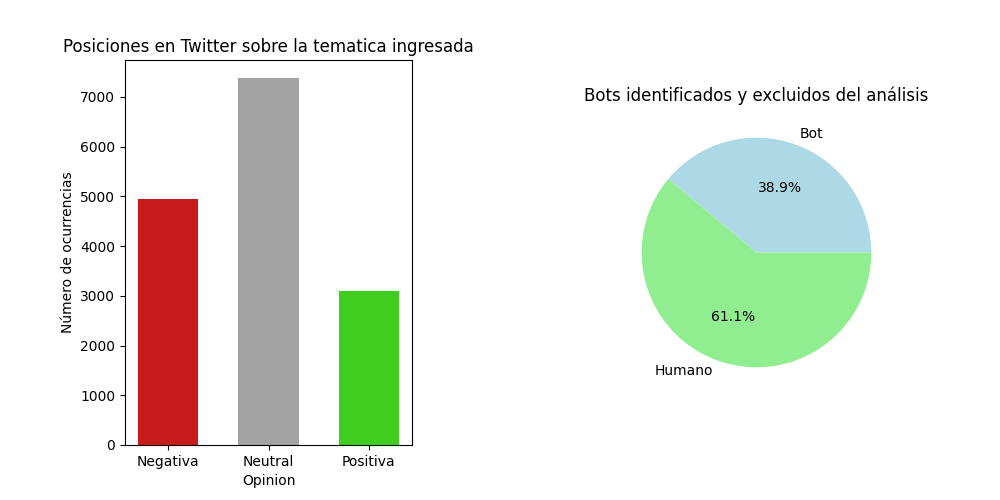 Posiciones en Twitter sobre la tematica ingresada
Número de ocurrencias
7000
6000
5000
4000
3000
2000
1000
0
Negativa
Neutral
Positiva
Opinion
Bots identificados y excluidos del análisis
Bot
38.9%
61.1%
Humano